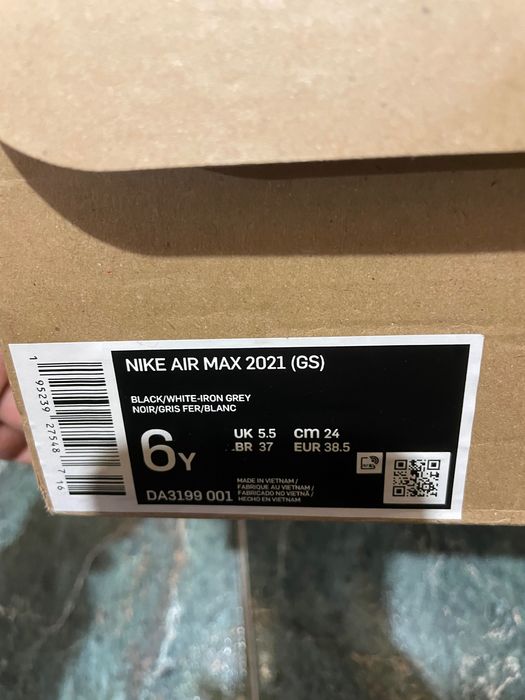 NIKE AIR MAX 2021 (GS)
BLACK/WHITE-IRON GREY
NOIR/GRIS FER/BLANC
6Y
UK 5.5 cm 24
BR 37 EUR 38.5
DA3199 001
MADE IN VIETNAM /
FABRIQUE AU VIETNAM /
FABRICADO NO VIETNÃ /
HECHO EN VIETNAM
1 95239 27548 7 16